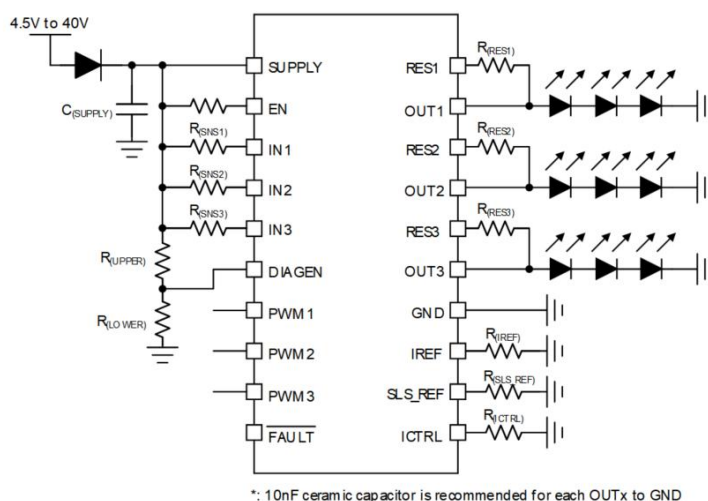 4.5V to 40V
C(SUPPLY)
R(SNS1)
R(SNS2)
R(SNS3)
R(UPPER)
R(LOWER)
SUPPLY
EN
IN1
IN2
IN3
DIAGEN
PWM1
PWM2
PWM3
FAULT
RES1
OUT1
RES2
OUT2
RES3
OUT3
GND
IREF
SLS_REF
ICTRL
R(RES1)
R(RES2)
R(RES3)
R(IREF)
R(SLS_REF)
R(ICTRL)
*: 10nF ceramic capacitor is recommended for each OUTx to GND